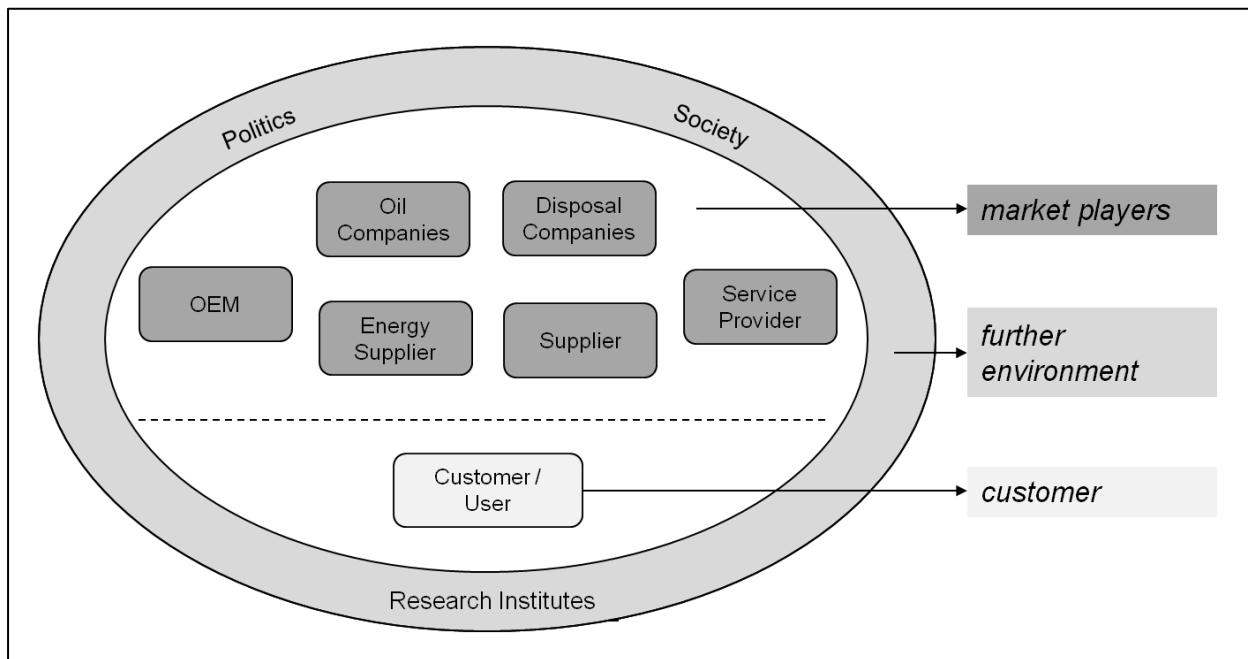 Politics
Society
Oil
Companies
Disposal
Companies
market players
OEM
Energy
Supplier
Supplier
Service
Provider
further
environment
Customer /
User
customer
Research Institutes